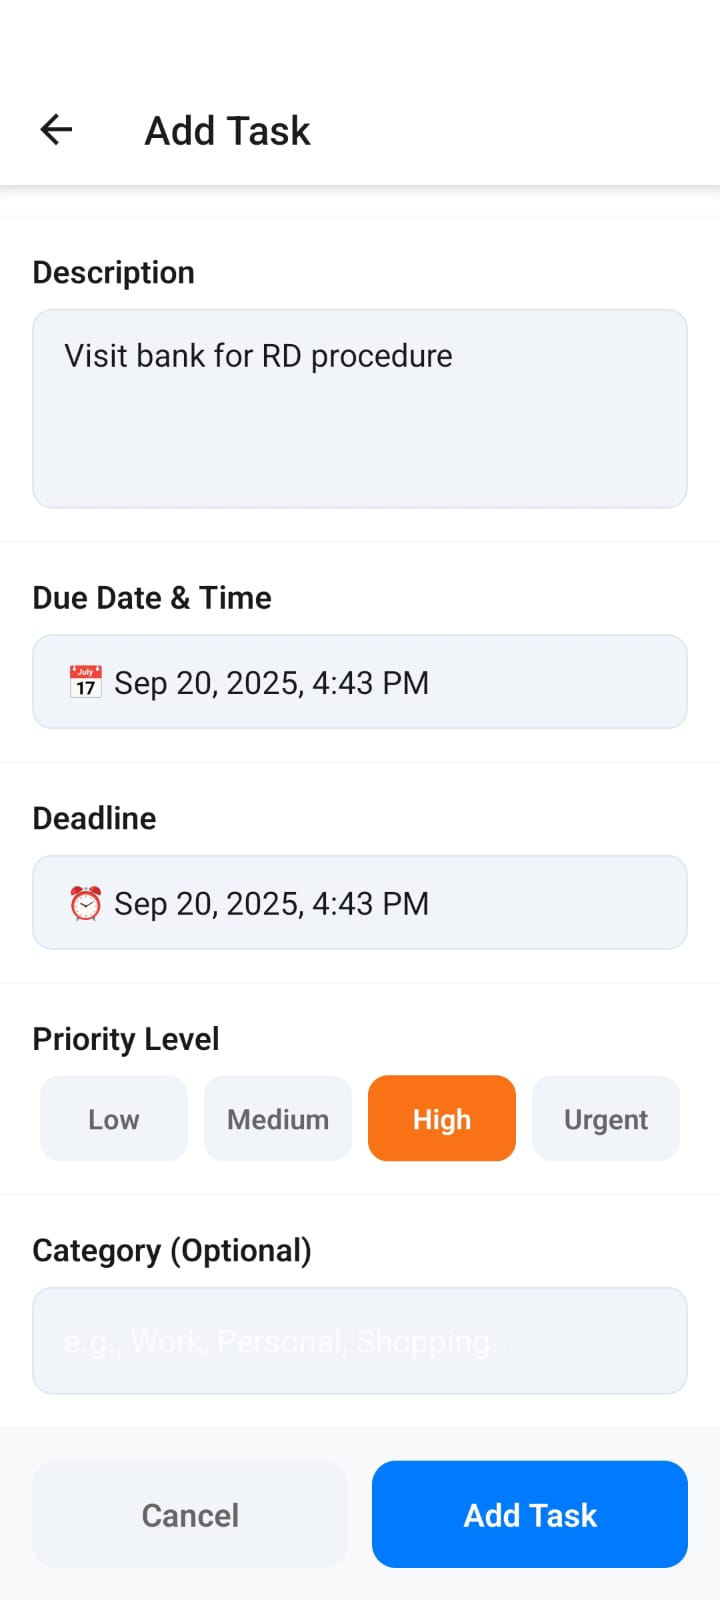 Add Task
Description
Visit bank for RD procedure
Due Date & Time
July
17
Sep 20, 2025, 4:43 PM
Deadline
Sep 20, 2025, 4:43 PM
Priority Level
Low Medium High Urgent
Category (Optional)
e.g., Work, Personal, Shopping...
Cancel Add Task